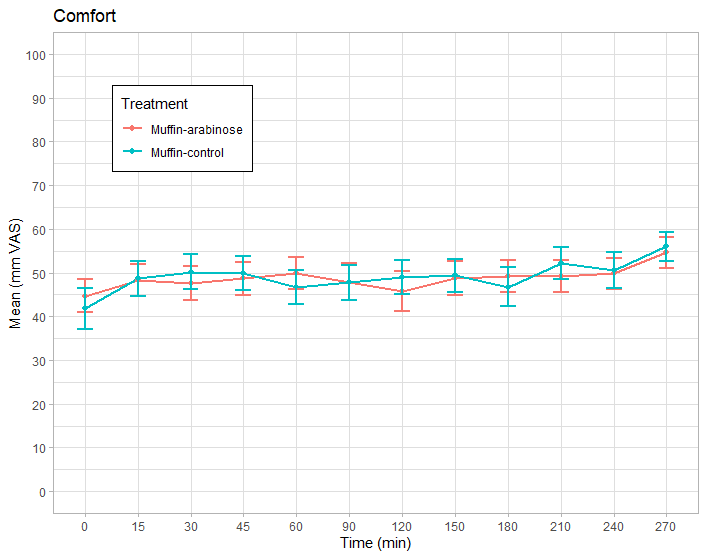 Comfort
100
90
80
70
60
50
40
30
20
10
0
Mean (mm VAS)
Treatment
Muffin-arabinose
Muffin-control
0 15 30 45 60 90 120 150 180 210 240 270
Time (min)